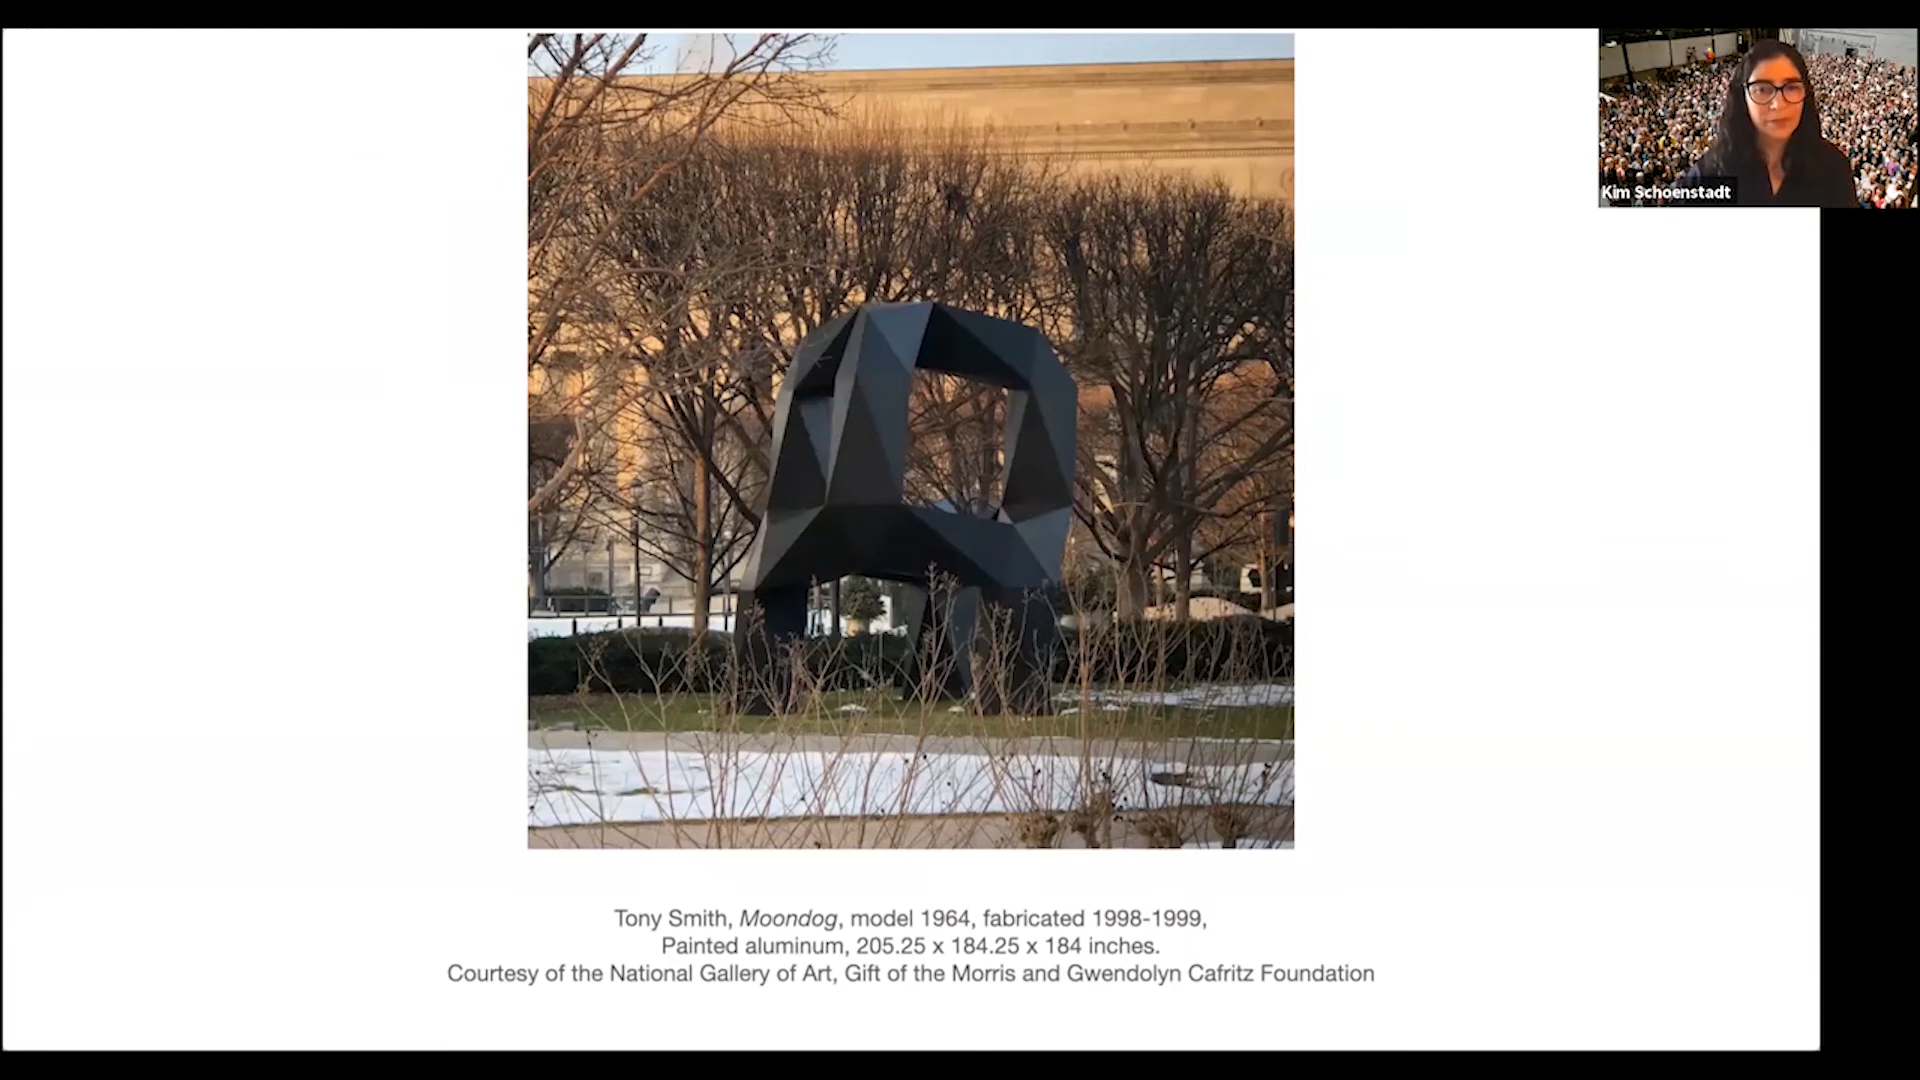 Kim Schoenstadt
Tony Smith, Moondog, model 1964, fabricated 1998-1999,
Painted aluminum, 205.25 x 184.25 x 184 inches.
Courtesy of the National Gallery of Art, Gift of the Morris and Gwendolyn Cafritz Foundation